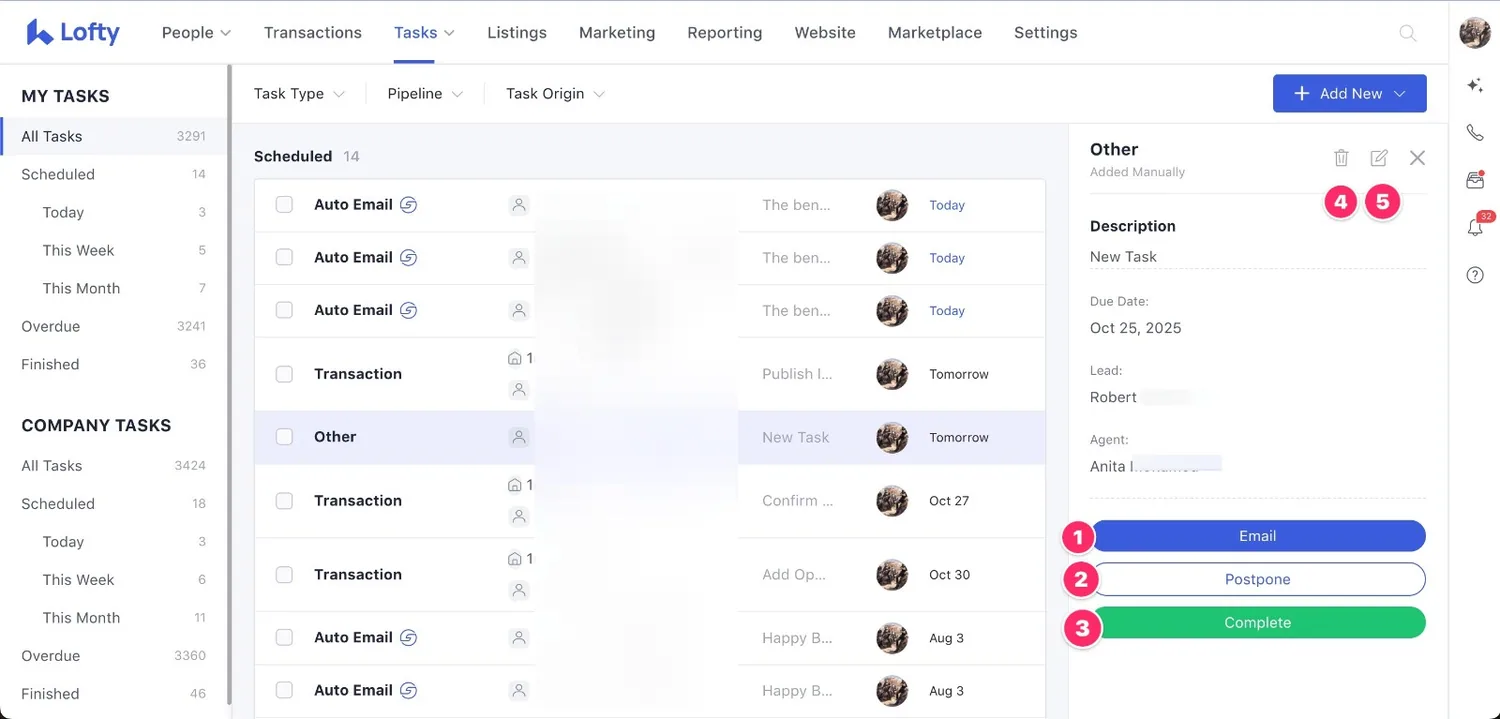 Lofty People Transactions Tasks Listings Marketing Reporting Website Marketplace Settings
MY TASKS
All Tasks 3291
Scheduled 14
Today 3
This Week 5
This Month 7
Overdue 3241
Finished 36
COMPANY TASKS
All Tasks 3424
Scheduled 18
Today 3
This Week 6
This Month 11
Overdue 3360
Finished 46
Task Type Pipeline Task Origin Add New
Scheduled 14
Auto Email The ben... Today
Auto Email The ben... Today
Auto Email The ben... Today
1
Transaction Publish I... Tomorrow
Other New Task Tomorrow
1
Transaction Confirm ... Oct 27
1
Transaction Add Op... Oct 30
Auto Email Happy B... Aug 3
Auto Email Happy B... Aug 3
Other
Added Manually
4 5
Description
New Task
Due Date:
Oct 25, 2025
Lead:
Robert
Agent:
Anita
1 Email
2 Postpone
3 Complete
32
?